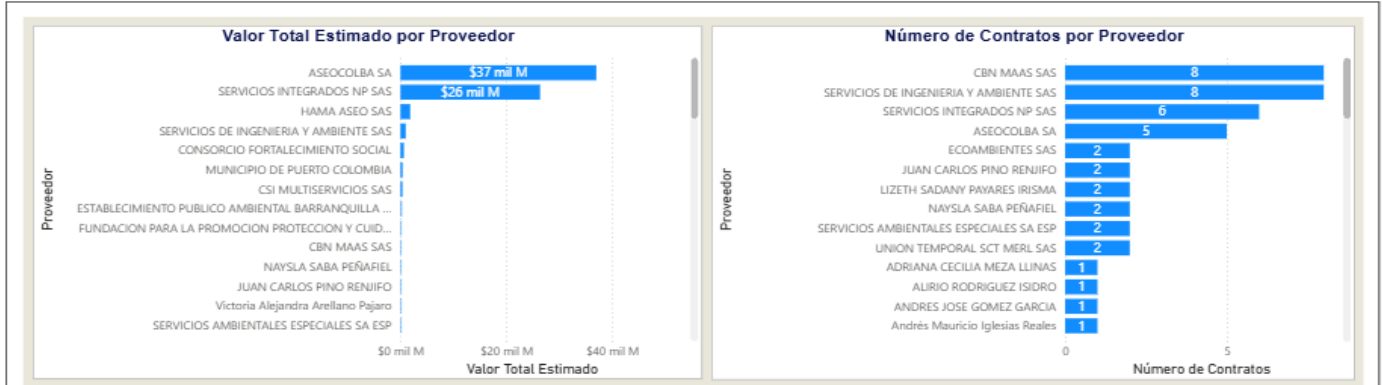 Valor Total Estimado por Proveedor
Proveedor
ASEOCOLBA SA $37 mil M
SERVICIOS INTEGRADOS NP SAS $26 mil M
HAMA ASEO SAS
SERVICIOS DE INGENIERIA Y AMBIENTE SAS
CONSORCIO FORTALECIMIENTO SOCIAL
MUNICIPIO DE PUERTO COLOMBIA
CSI MULTISERVICIOS SAS
ESTABLECIMIENTO PUBLICO AMBIENTAL BARRANQUILLA ...
FUNDACION PARA LA PROMOCION PROTECCION Y CUID...
CBN MAAS SAS
NAYSLA SABA PEÑAFIEL
JUAN CARLOS PINO RENJIFO
Victoria Alejandra Arellano Pajaro
SERVICIOS AMBIENTALES ESPECIALES SA ESP
$0 mil M $20 mil M $40 mil M
Valor Total Estimado
Número de Contratos por Proveedor
Proveedor
CBN MAAS SAS 8
SERVICIOS DE INGENIERIA Y AMBIENTE SAS 8
SERVICIOS INTEGRADOS NP SAS 6
ASEOCOLBA SA 5
ECOAMBIENTES SAS 2
JUAN CARLOS PINO RENJIFO 2
LIZETH SADANY PAYARES IRISMA 2
NAYSLA SABA PEÑAFIEL 2
SERVICIOS AMBIENTALES ESPECIALES SA ESP 2
UNION TEMPORAL SCT MERL SAS 2
ADRIANA CECILIA MEZA LLINAS 1
ALIRIO RODRIGUEZ ISIDRO 1
ANDRES JOSE GOMEZ GARCIA 1
Andrés Mauricio Iglesias Reales 1
0 5
Número de Contratos